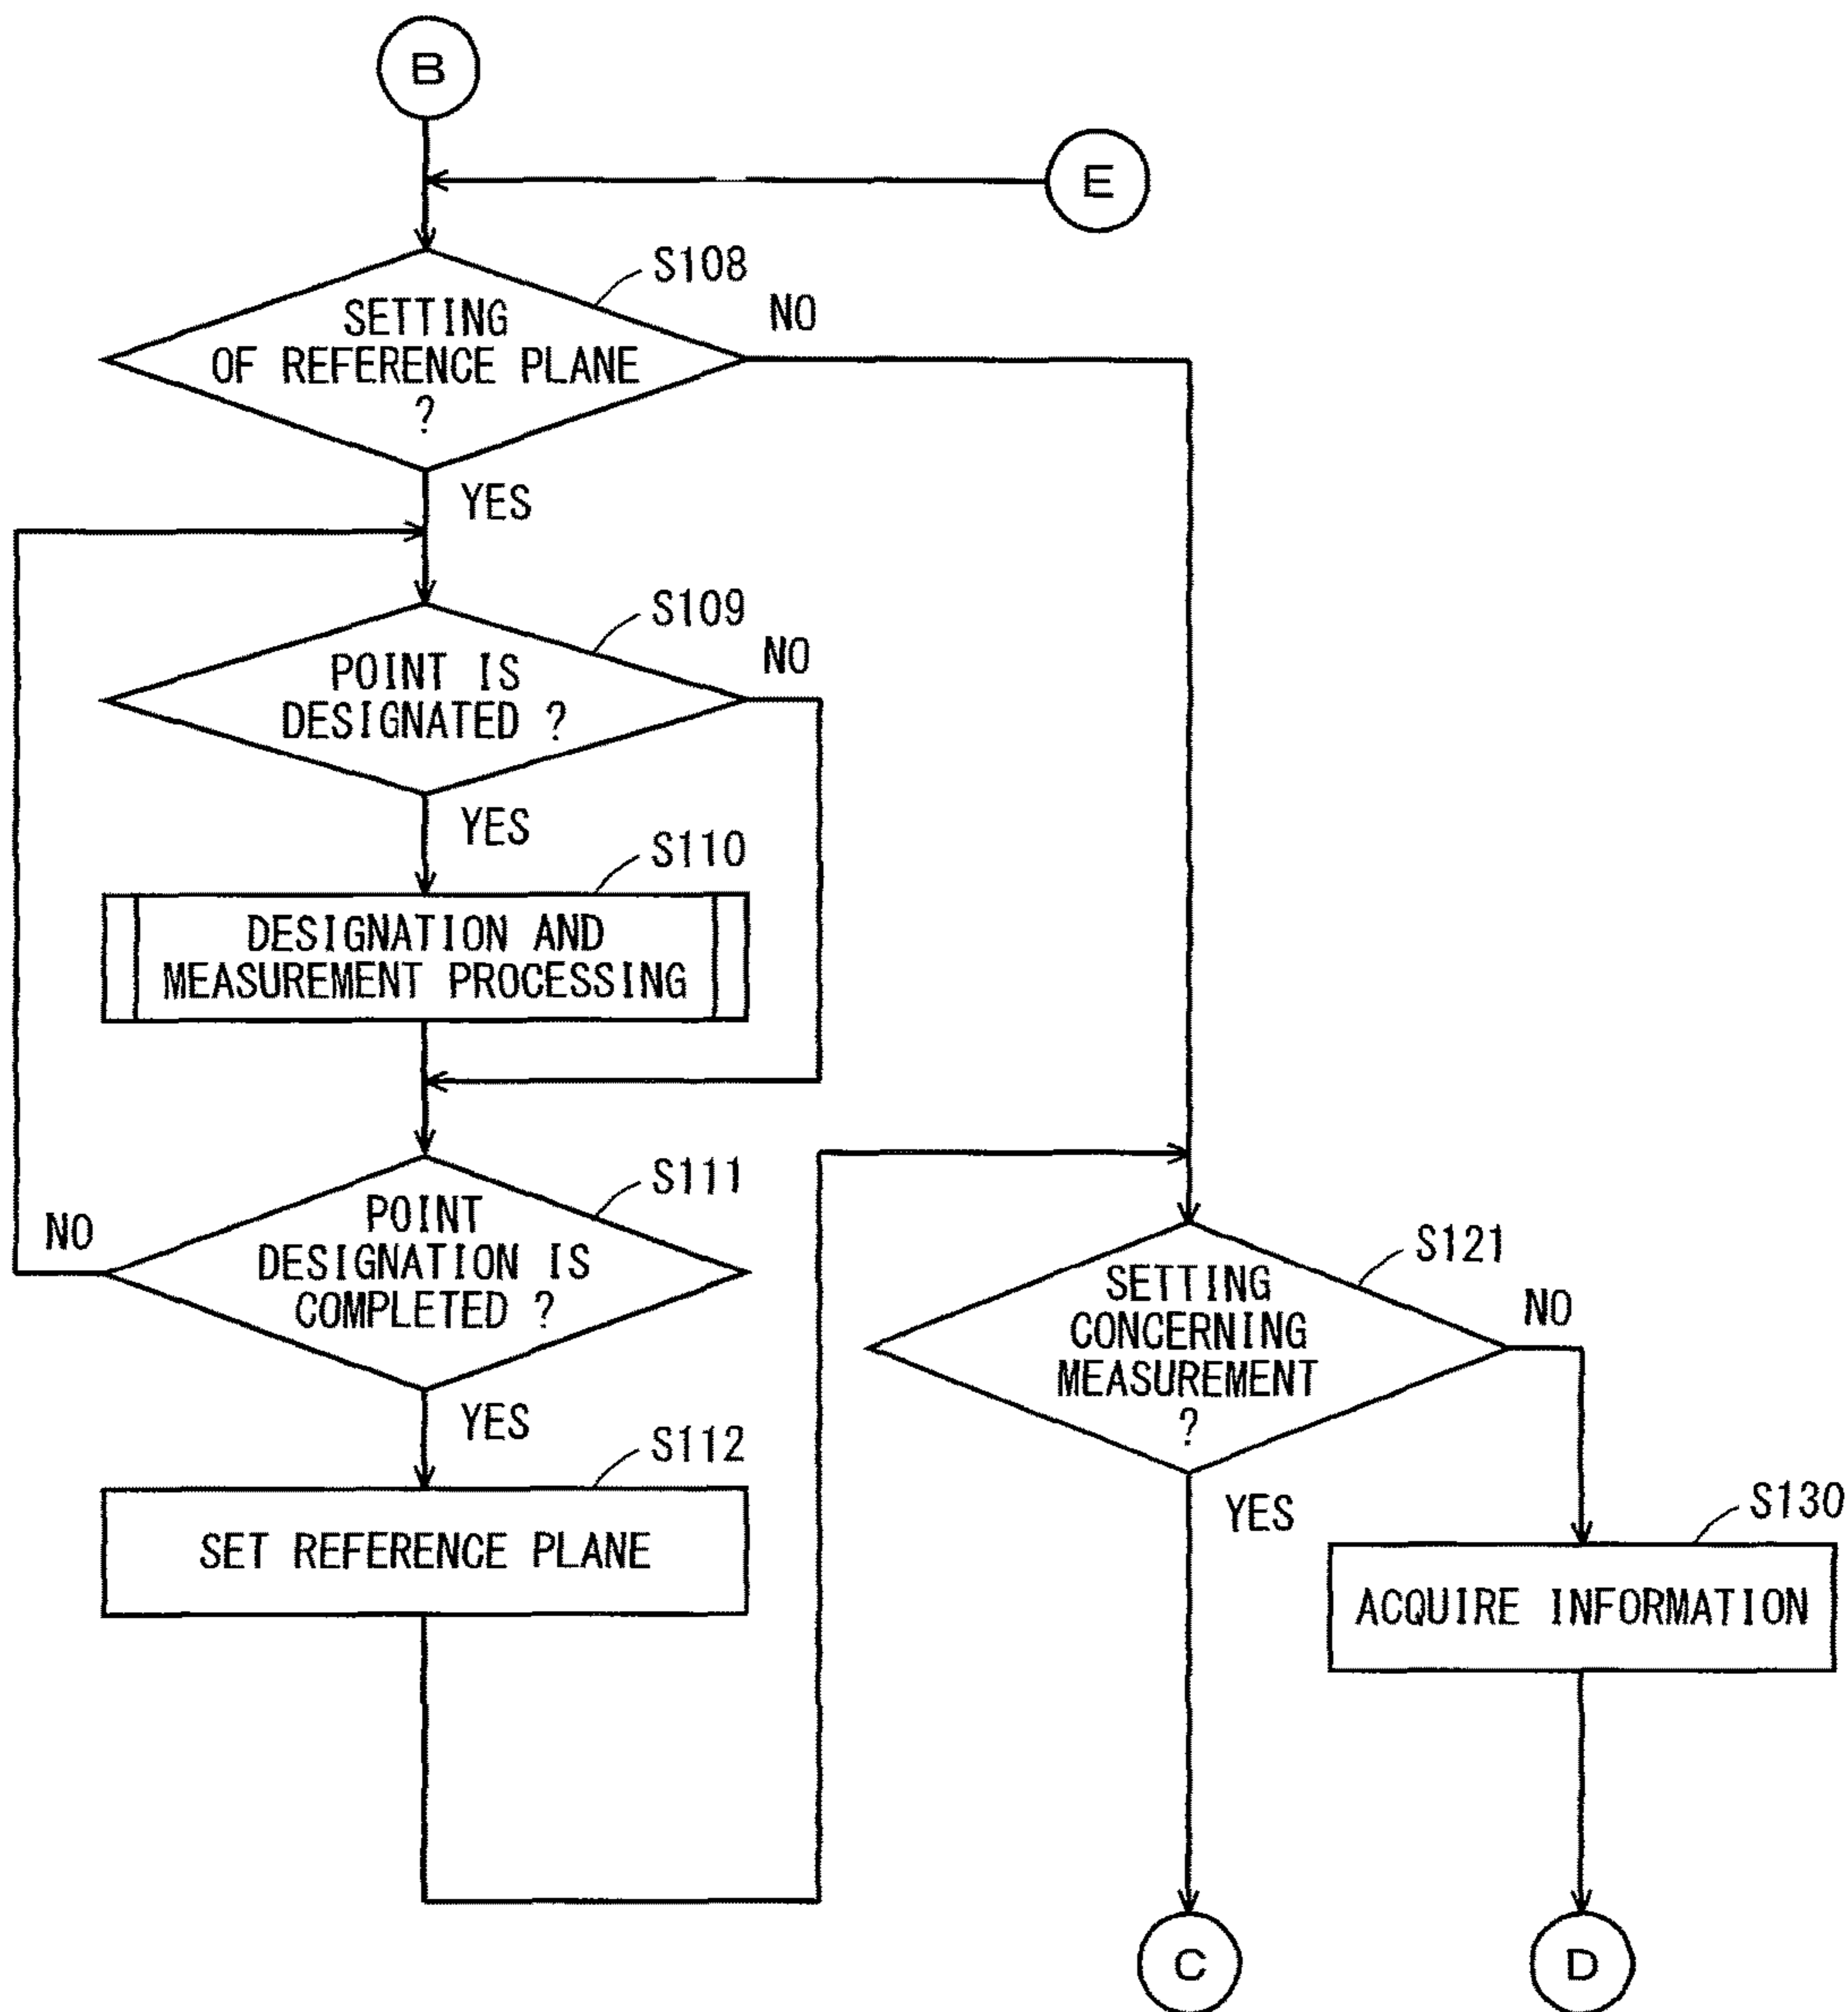 B
E
S108
NO
SETTING
OF REFERENCE PLANE
?
YES
S109
NO
POINT IS
DESIGNATED ?
YES
S110
DESIGNATION AND
MEASUREMENT PROCESSING
S111
NO
POINT
DESIGNATION IS
COMPLETED ?
YES
S112
SET REFERENCE PLANE
S121
SETTING
CONCERNING
MEASUREMENT
?
NO
YES
S130
ACQUIRE INFORMATION
C
D